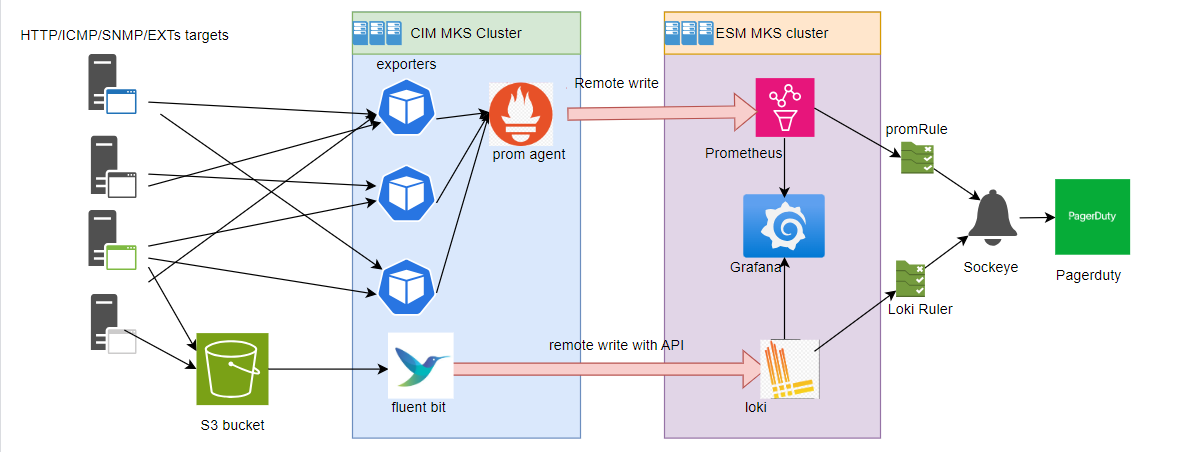 HTTP/ICMP/SNMP/EXTs targets
CIM MKS Cluster
ESM MKS cluster
exporters
Remote write
prom agent
Prometheus
promRule
PagerDuty
Grafana
Sockeye
Pagerduty
Loki Ruler
remote write with API
fluent bit
loki
S3 bucket